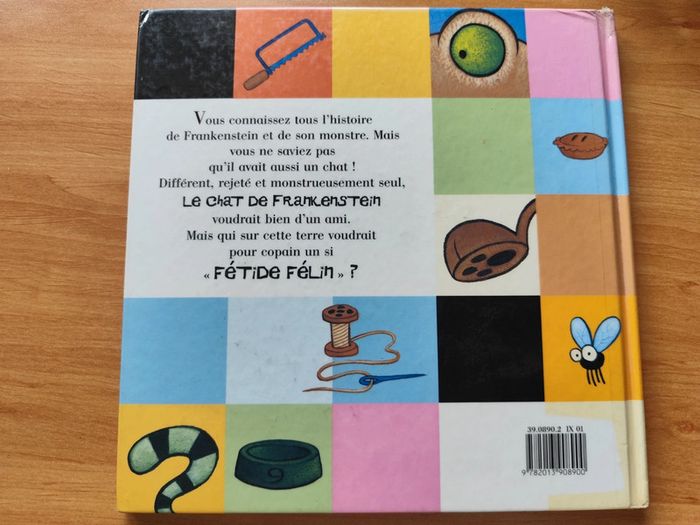 Vous connaissez tous l'histoire
de Frankenstein et de son monstre. Mais
vous ne saviez pas
qu'il avait aussi un chat !
Différent, rejeté et monstrueusement seul,
LE CHAT DE FRANKENSTEIN
voudrait bien d'un ami.
Mais qui sur cette terre voudrait
pour copain un si
« FÉTIDE FÉLIN » ?
9
39.0890.2 IX 01
9 782013 908900